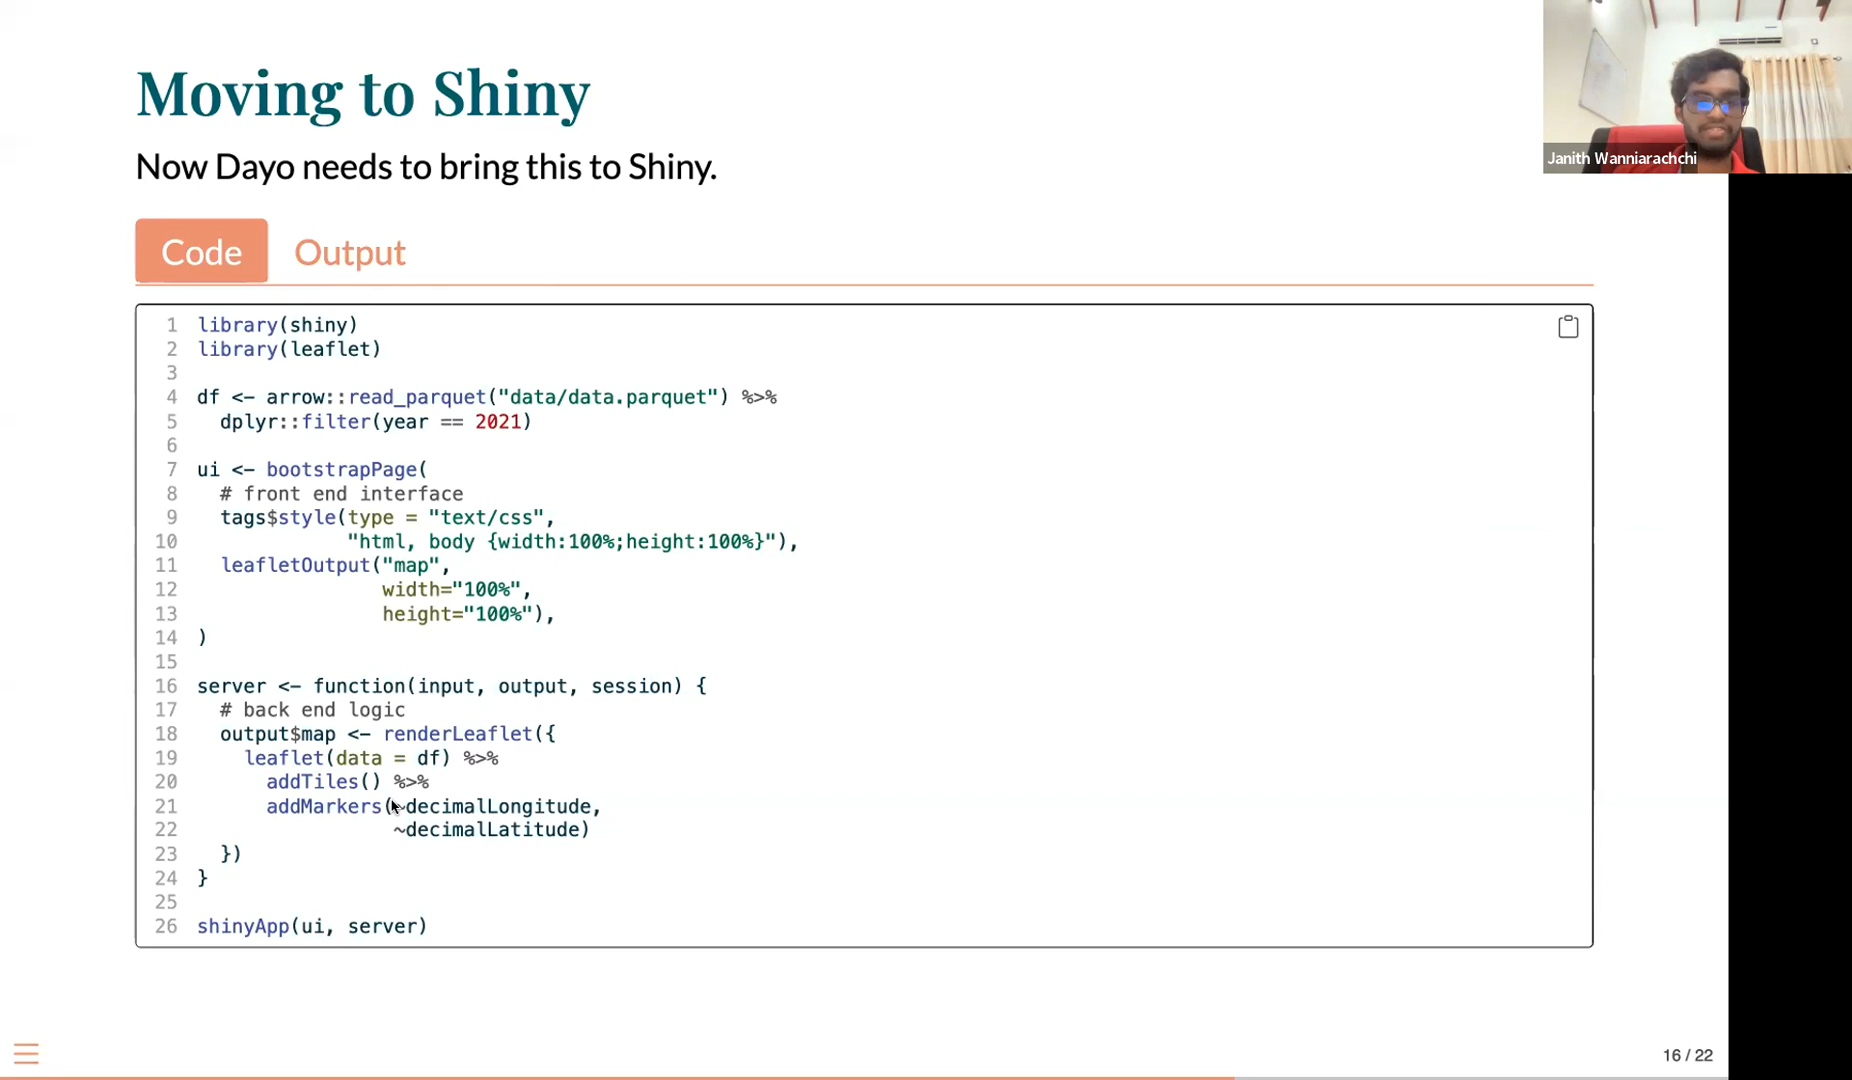 Moving to Shiny
Now Dayo needs to bring this to Shiny.
Janith Wanniarachchi
Code Output
1 library(shiny)
2 library(leaflet)
3
4 df <- arrow::read_parquet("data/data.parquet") %>%
5 dplyr::filter(year == 2021)
6
7 ui <- bootstrapPage(
8 # front end interface
9 tags$style(type = "text/css",
10 "html, body {width:100%;height:100%}"),
11 leafletOutput("map",
12 width="100%",
13 height="100%"),
14 )
15
16 server <- function(input, output, session) {
17 # back end logic
18 output$map <- renderLeaflet({
19 leaflet(data = df) %>%
20 addTiles() %>%
21 addMarkers(~decimalLongitude,
22 ~decimalLatitude)
23 })
24 }
25
26 shinyApp(ui, server)
16 / 22